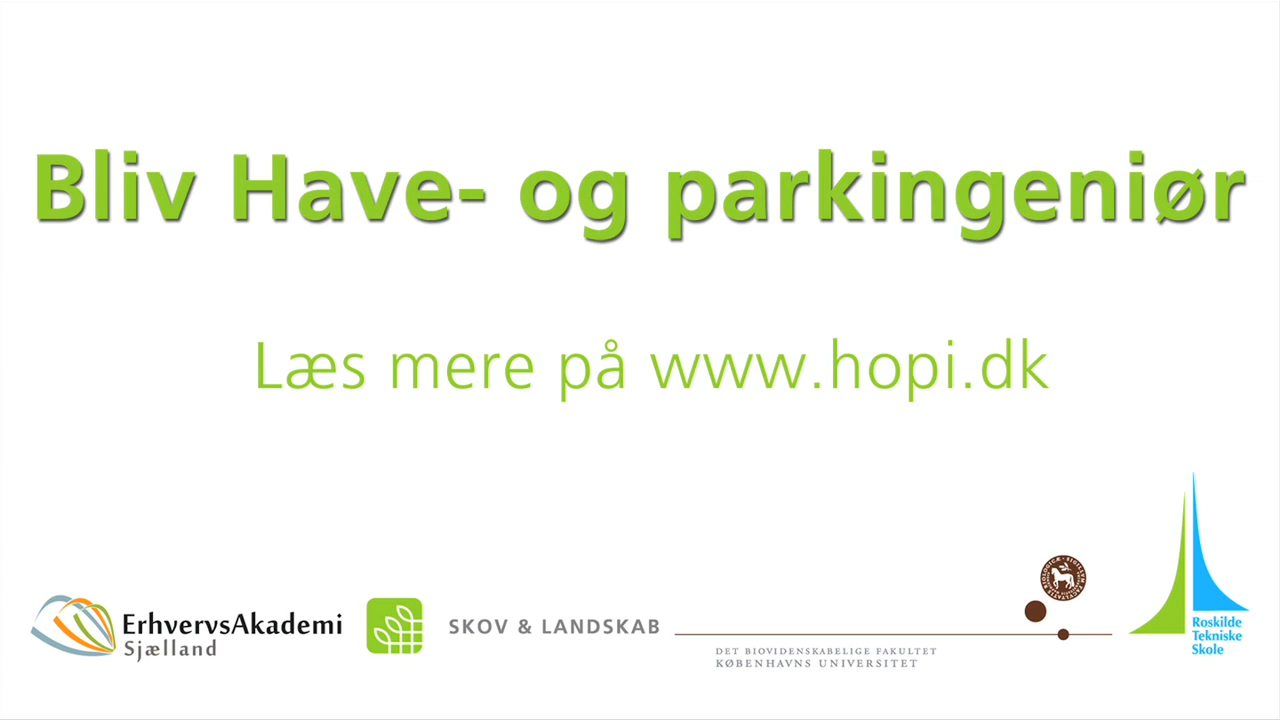 Bliv Have- og parkingeniør
Læs mere på www.hopi.dk
ErhvervsAkademi
Sjælland
SKOV & LANDSKAB
DET BIOVIDENSKABELIGE FAKULTET
KØBENHAVNS UNIVERSITET
Roskilde
Tekniske
Skole